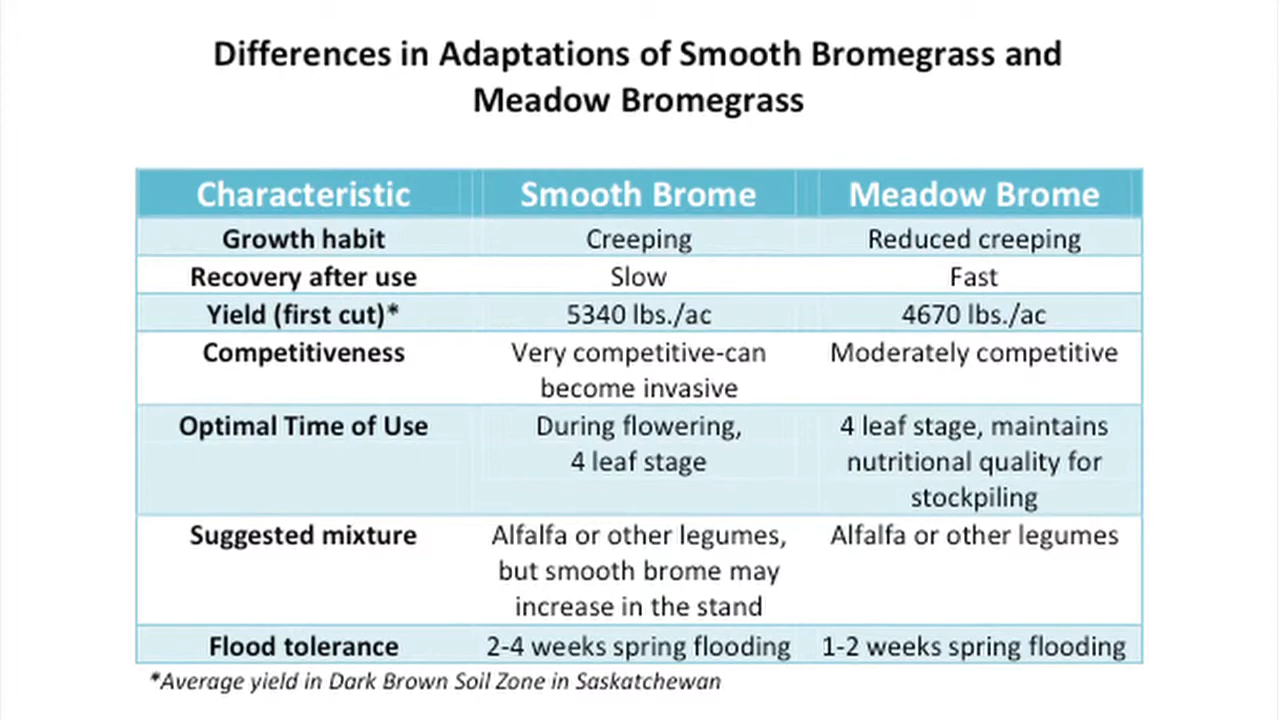 Differences in Adaptations of Smooth Bromegrass and
Meadow Bromegrass
Characteristic Smooth Brome Meadow Brome
Growth habit Creeping Reduced creeping
Recovery after use Slow Fast
Yield (first cut)* 5340 lbs./ac 4670 lbs./ac
Competitiveness Very competitive-can Moderately competitive
become invasive
Optimal Time of Use During flowering, 4 leaf stage, maintains
4 leaf stage nutritional quality for
stockpiling
Suggested mixture Alfalfa or other legumes, Alfalfa or other legumes
but smooth brome may
increase in the stand
Flood tolerance 2-4 weeks spring flooding 1-2 weeks spring flooding
*Average yield in Dark Brown Soil Zone in Saskatchewan